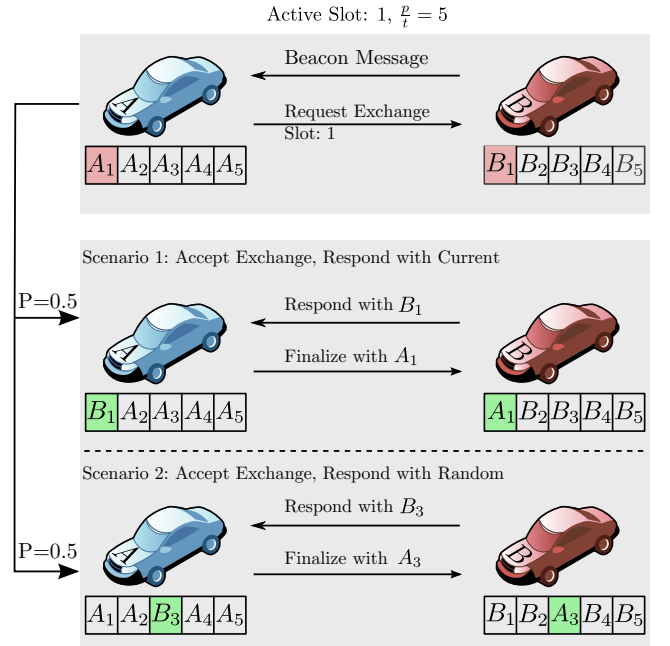 Active Slot: 1, p/t = 5
Beacon Message
A
B
Request Exchange
Slot: 1
A₁ A₂ A₃ A₄ A₅
B₁ B₂ B₃ B₄ B₅
Scenario 1: Accept Exchange, Respond with Current
P=0.5
Respond with B₁
A
B
Finalize with A₁
B₁ A₂ A₃ A₄ A₅
A₁ B₂ B₃ B₄ B₅
Scenario 2: Accept Exchange, Respond with Random
Respond with B₃
P=0.5
A
B
Finalize with A₃
A₁ A₂ B₃ A₄ A₅
B₁ B₂ A₃ B₄ B₅